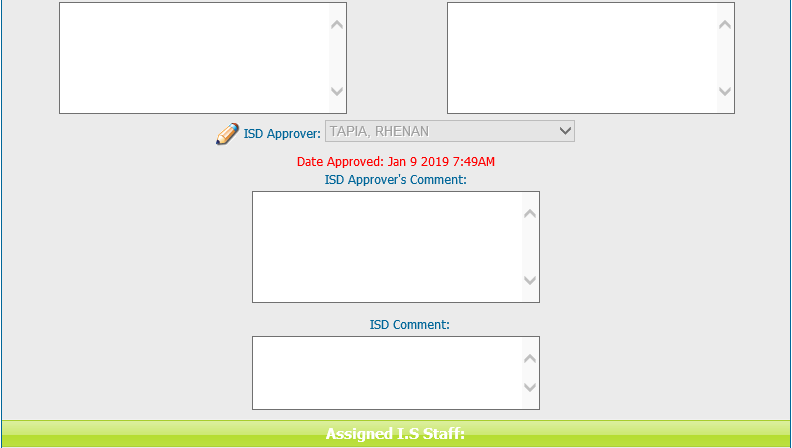 ISD Approver: TAPIA, RHENAN
Date Approved: Jan 9 2019 7:49AM
ISD Approver's Comment:
ISD Comment:
Assigned I.S Staff: